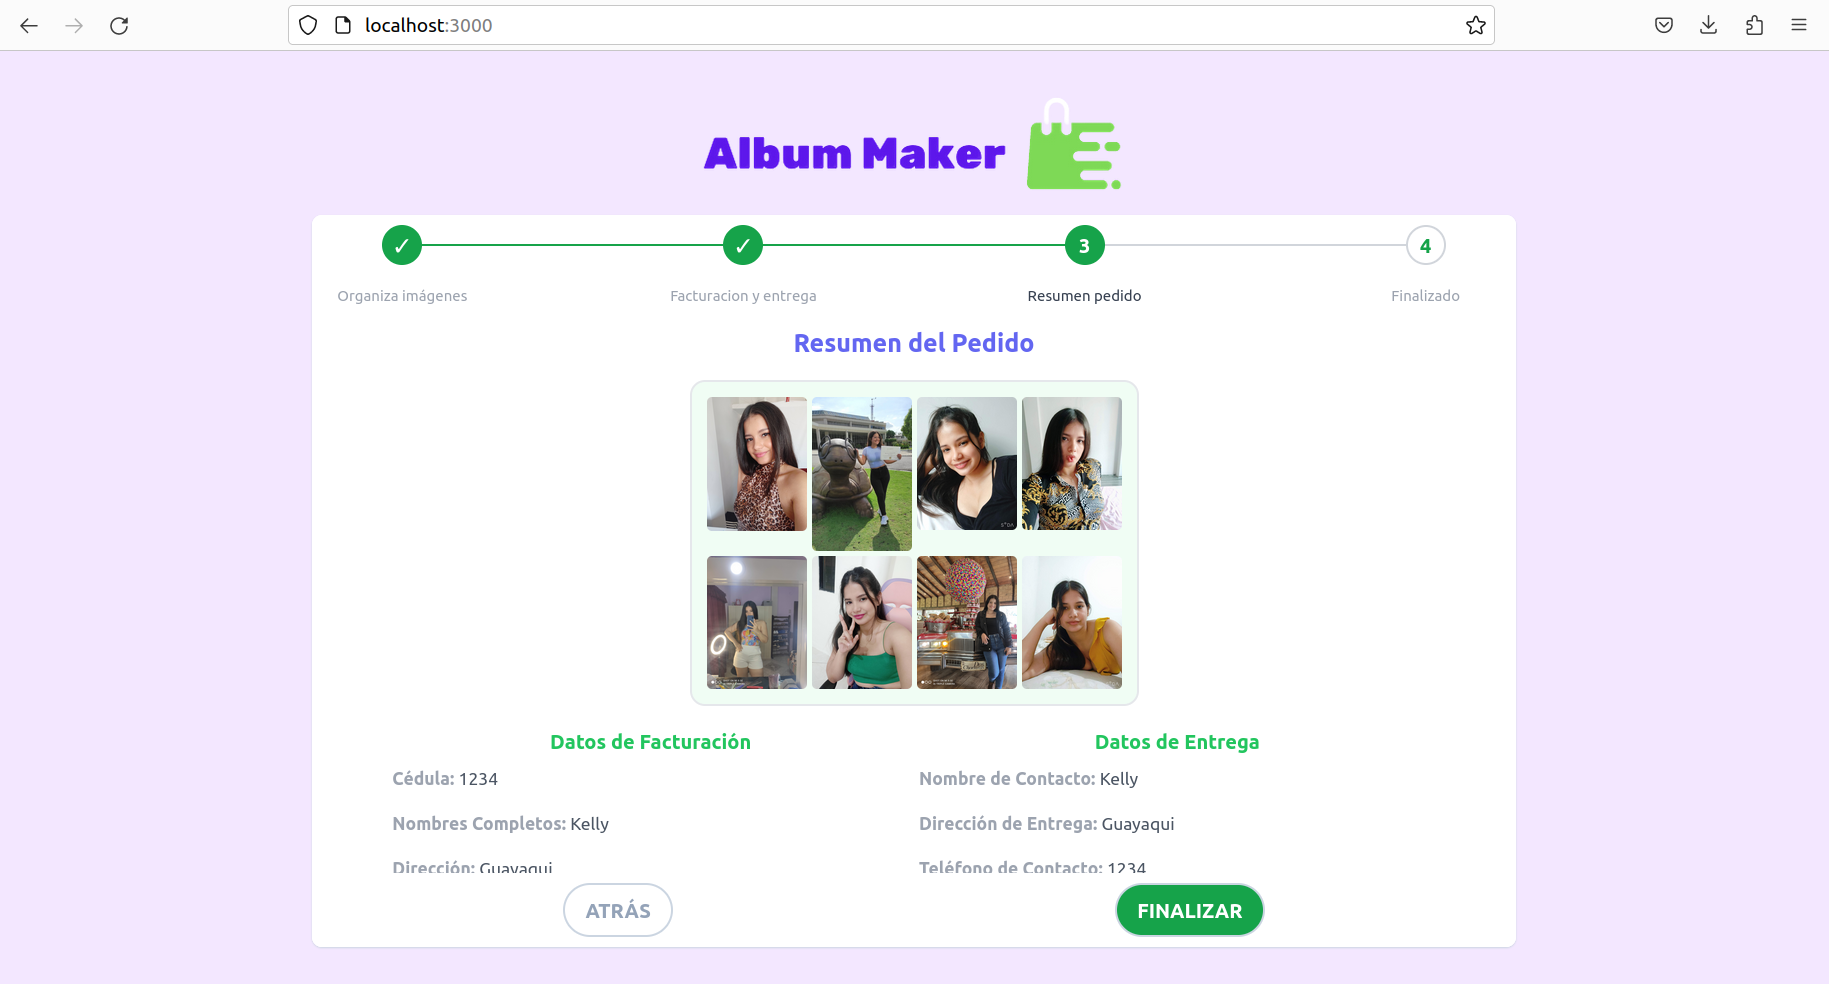 localhost:3000
Album Maker
✓ ✓ 3 4
Organiza imágenes Facturacion y entrega Resumen pedido Finalizado
Resumen del Pedido
Datos de Facturación
Cédula: 1234
Nombres Completos: Kelly
Dirección: Guayaqui
Datos de Entrega
Nombre de Contacto: Kelly
Dirección de Entrega: Guayaqui
Teléfono de Contacto: 1234
ATRÁS
FINALIZAR